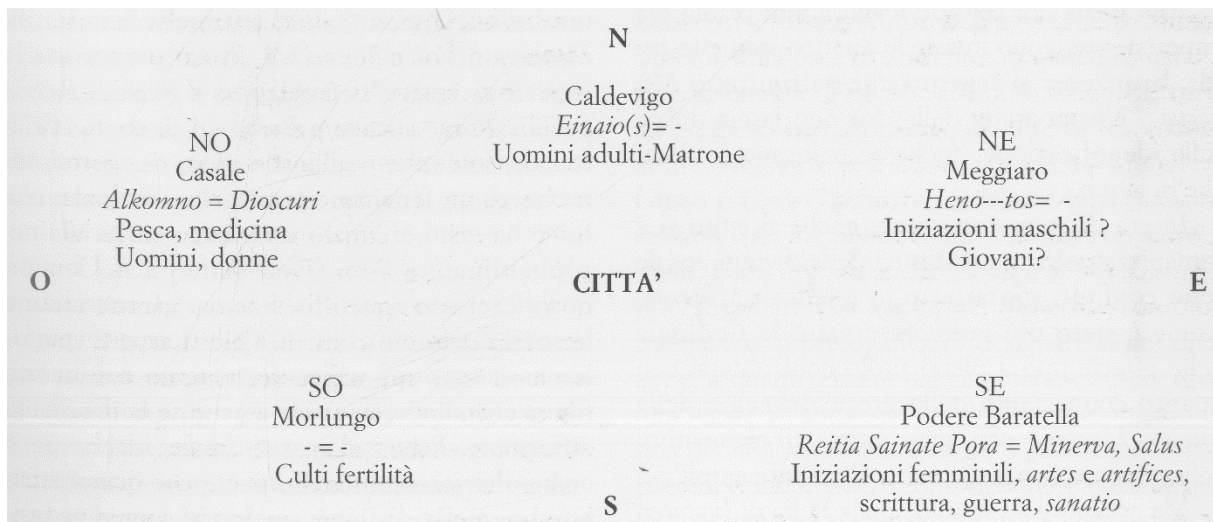 N
Caldevigo
Einaio(s)=-
Uomini adulti-Matrone
NO
Casale
Alkomno = Dioscuri
Pesca, medicina
Uomini, donne
NE
Meggiaro
Heno---tos=
Iniziazioni maschili ?
Giovani?
O
CITTA'
E
SO
Morlungo
=
Culti fertilità
SE
Podere Baratella
Reitia Sainate Pora = Minerva, Salus
Iniziazioni femminili, artes e artifices,
scrittura, guerra, sanatio
S